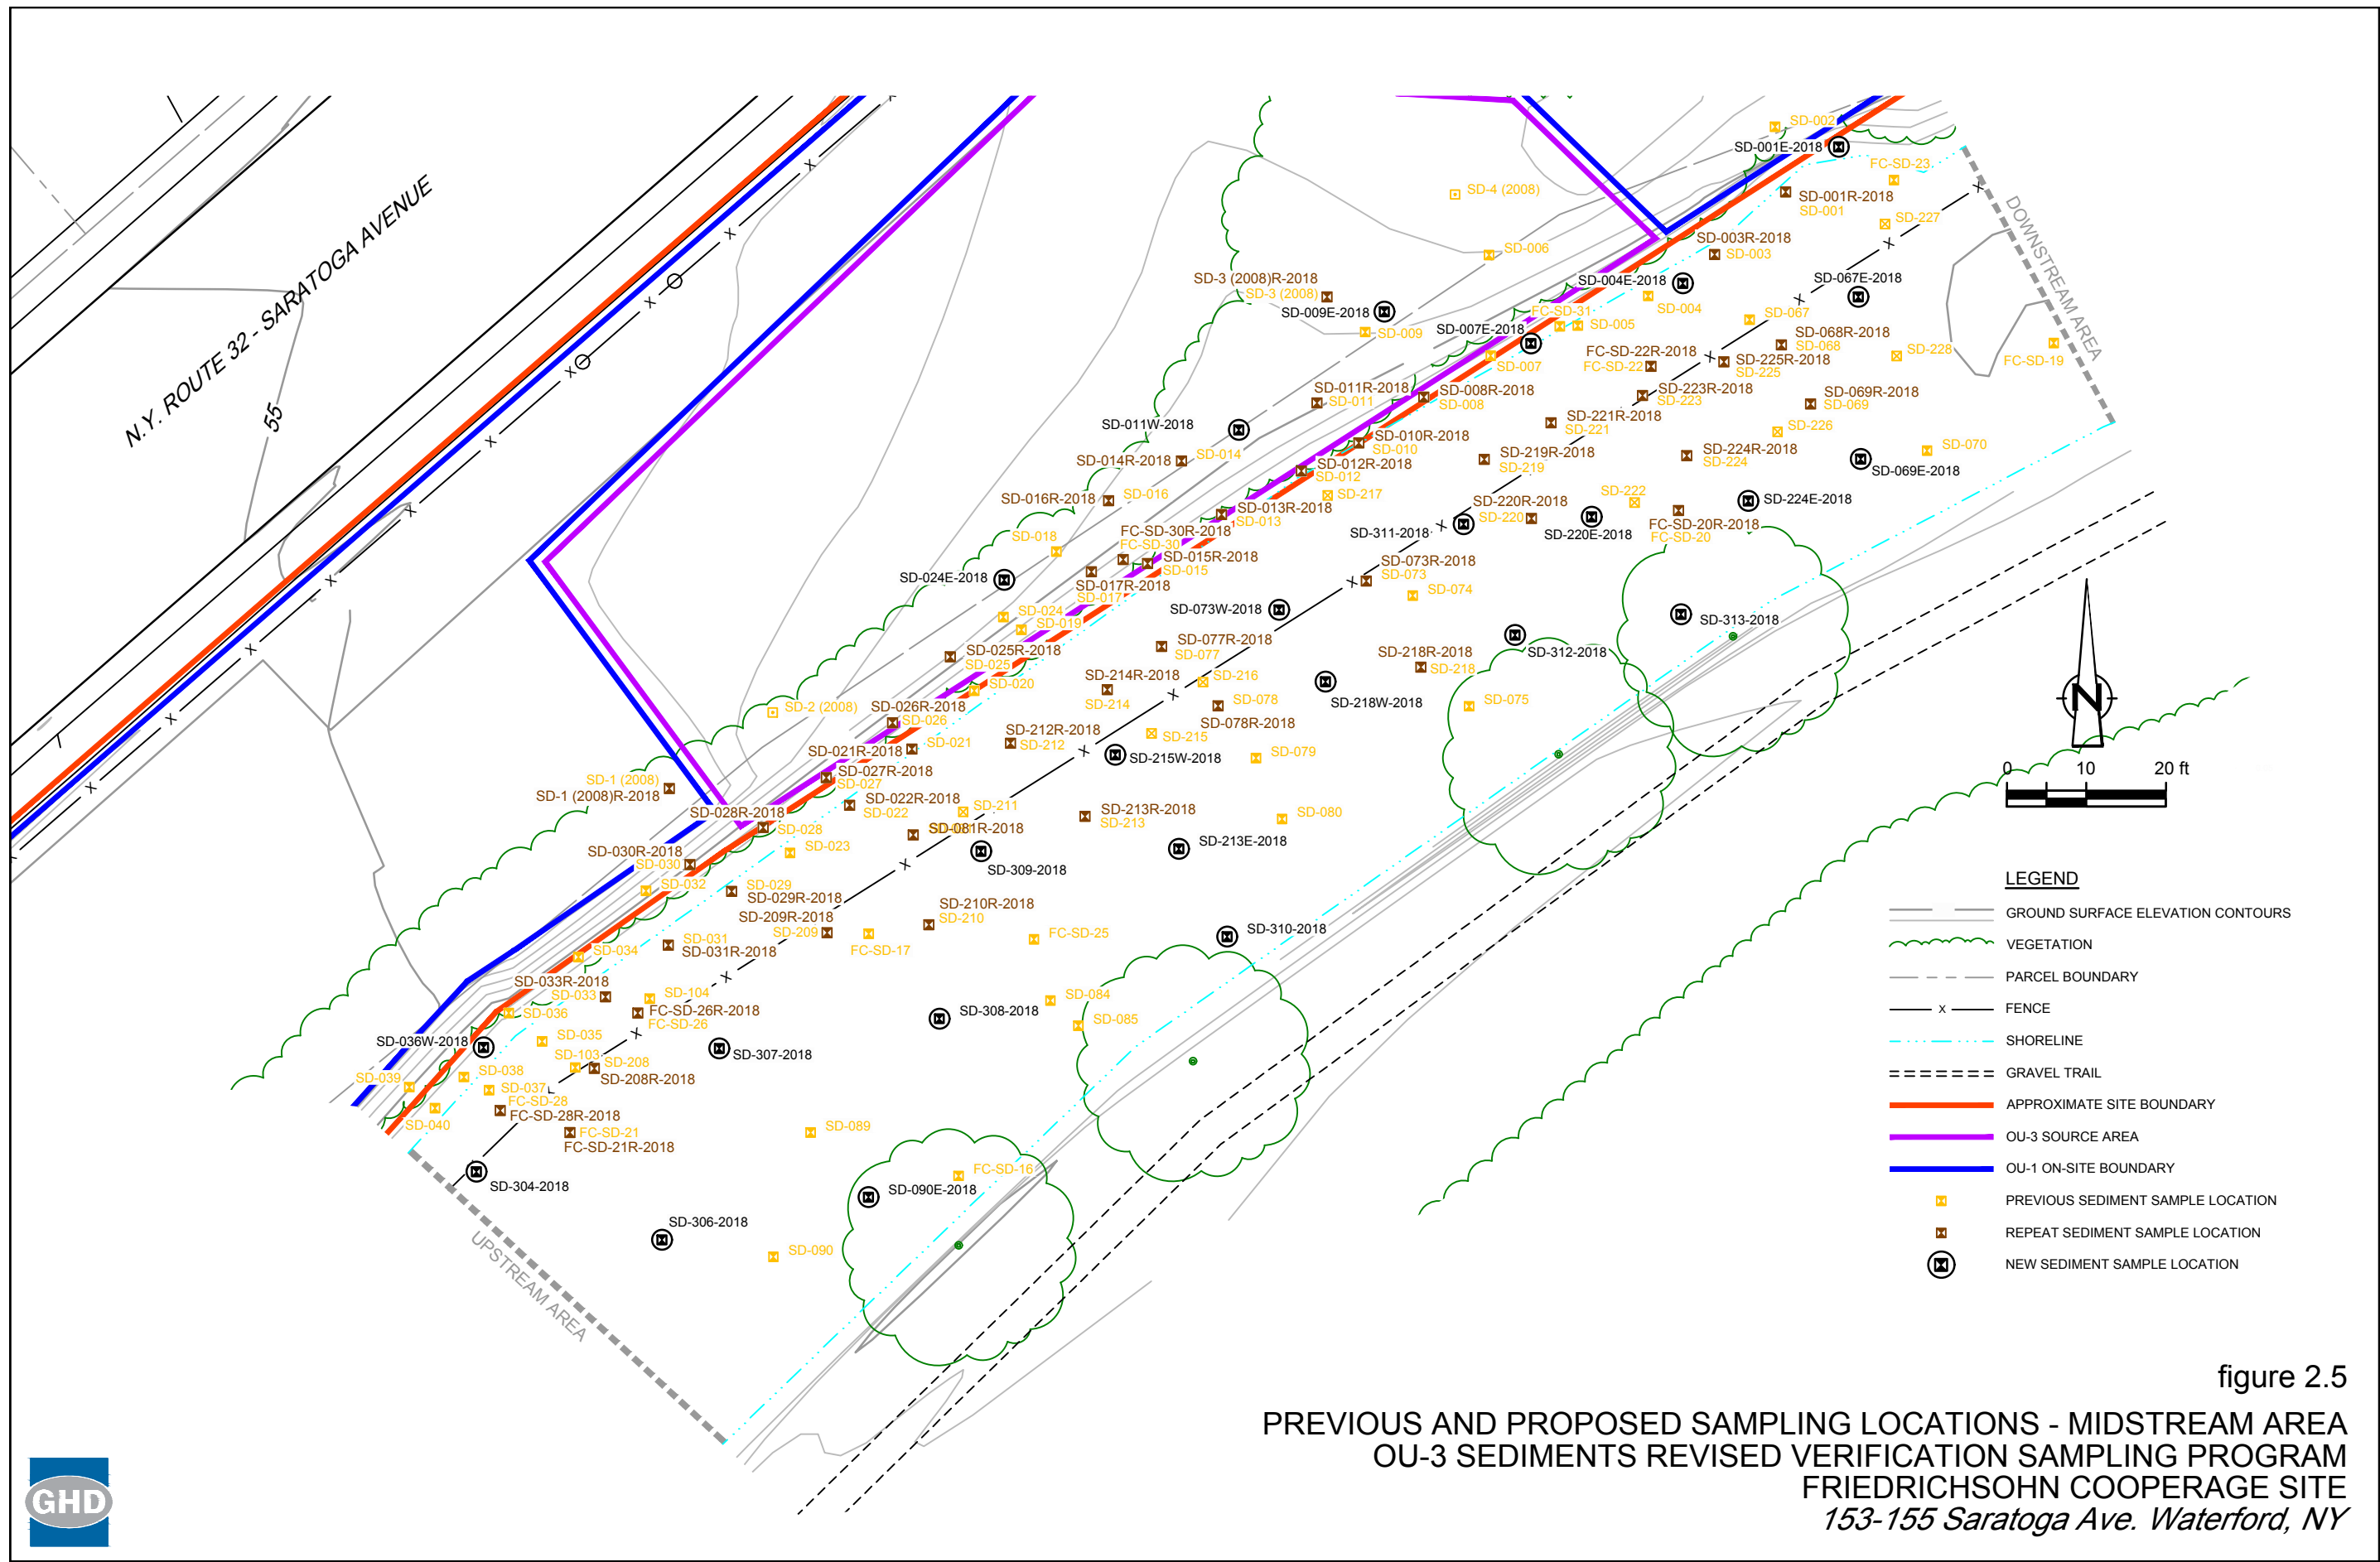 SD-002
SD-001E-2018
FC-SD-23
SD-4 (2008)
SD-001R-2018
SD-001
SD-227
DOWNSTREAM AREA
N.Y. ROUTE 32 - SARATOGA AVENUE
SD-003R-2018
SD-006
SD-003
SD-3 (2008)R-2018
SD-004E-2018
SD-067E-2018
SD-3 (2008)
SD-009E-2018
FC-SD-31
SD-004
SD-067
SD-009
SD-007E-2018
SD-005
SD-068R-2018
SD-068
FC-SD-22R-2018
SD-225R-2018
SD-228
FC-SD-19
SD-007
FC-SD-22
SD-225
SD-011R-2018
SD-011
SD-008R-2018
SD-008
SD-223R-2018
SD-223
SD-069R-2018
SD-069
55
SD-011W-2018
SD-221R-2018
SD-221
SD-226
SD-010R-2018
SD-010
SD-070
SD-014R-2018
SD-014
SD-012R-2018
SD-012
SD-219R-2018
SD-219
SD-224R-2018
SD-224
SD-069E-2018
SD-016R-2018
SD-016
SD-217
SD-220R-2018
SD-222
SD-224E-2018
SD-013R-2018
SD-013
SD-220
FC-SD-20R-2018
FC-SD-20
SD-018
FC-SD-30R-2018
FC-SD-30
SD-311-2018
SD-220E-2018
SD-015R-2018
SD-015
SD-073R-2018
SD-073
SD-024E-2018
SD-017R-2018
SD-017
SD-074
SD-024
SD-019
SD-073W-2018
SD-313-2018
SD-025R-2018
SD-025
SD-077R-2018
SD-077
SD-218R-2018
SD-218
SD-312-2018
SD-020
SD-214R-2018
SD-214
SD-216
SD-2 (2008)
SD-026R-2018
SD-026
SD-078
SD-078R-2018
SD-218W-2018
SD-075
N
SD-021R-2018
SD-021
SD-212R-2018
SD-212
SD-215
SD-215W-2018
SD-079
0 10 20 ft
SD-1 (2008)
SD-1 (2008)R-2018
SD-027R-2018
SD-027
SD-022R-2018
SD-022
SD-211
SD-028R-2018
SD-028
SD-081R-2018
SD-213R-2018
SD-213
SD-080
SD-023
SD-030R-2018
SD-030
SD-309-2018
SD-213E-2018
SD-032
SD-029
SD-029R-2018
LEGEND
GROUND SURFACE ELEVATION CONTOURS
SD-209R-2018
SD-209
SD-210R-2018
SD-210
SD-310-2018
FC-SD-25
VEGETATION
SD-034
SD-031
SD-031R-2018
FC-SD-17
PARCEL BOUNDARY
SD-033R-2018
SD-033
SD-104
SD-084
FENCE
SD-036
FC-SD-26R-2018
FC-SD-26
SD-308-2018
SD-085
SHORELINE
SD-036W-2018
SD-035
SD-307-2018
SD-103
SD-208
SD-208R-2018
GRAVEL TRAIL
SD-039
SD-038
SD-037
FC-SD-28
FC-SD-28R-2018
APPROXIMATE SITE BOUNDARY
SD-040
FC-SD-21
FC-SD-21R-2018
SD-089
OU-3 SOURCE AREA
SD-304-2018
FC-SD-16
OU-1 ON-SITE BOUNDARY
SD-090E-2018
PREVIOUS SEDIMENT SAMPLE LOCATION
SD-306-2018
REPEAT SEDIMENT SAMPLE LOCATION
SD-090
NEW SEDIMENT SAMPLE LOCATION
UPSTREAM AREA
figure 2.5
PREVIOUS AND PROPOSED SAMPLING LOCATIONS - MIDSTREAM AREA
OU-3 SEDIMENTS REVISED VERIFICATION SAMPLING PROGRAM
FRIEDRICHSOHN COOPERAGE SITE
153-155 Saratoga Ave. Waterford, NY
GHD